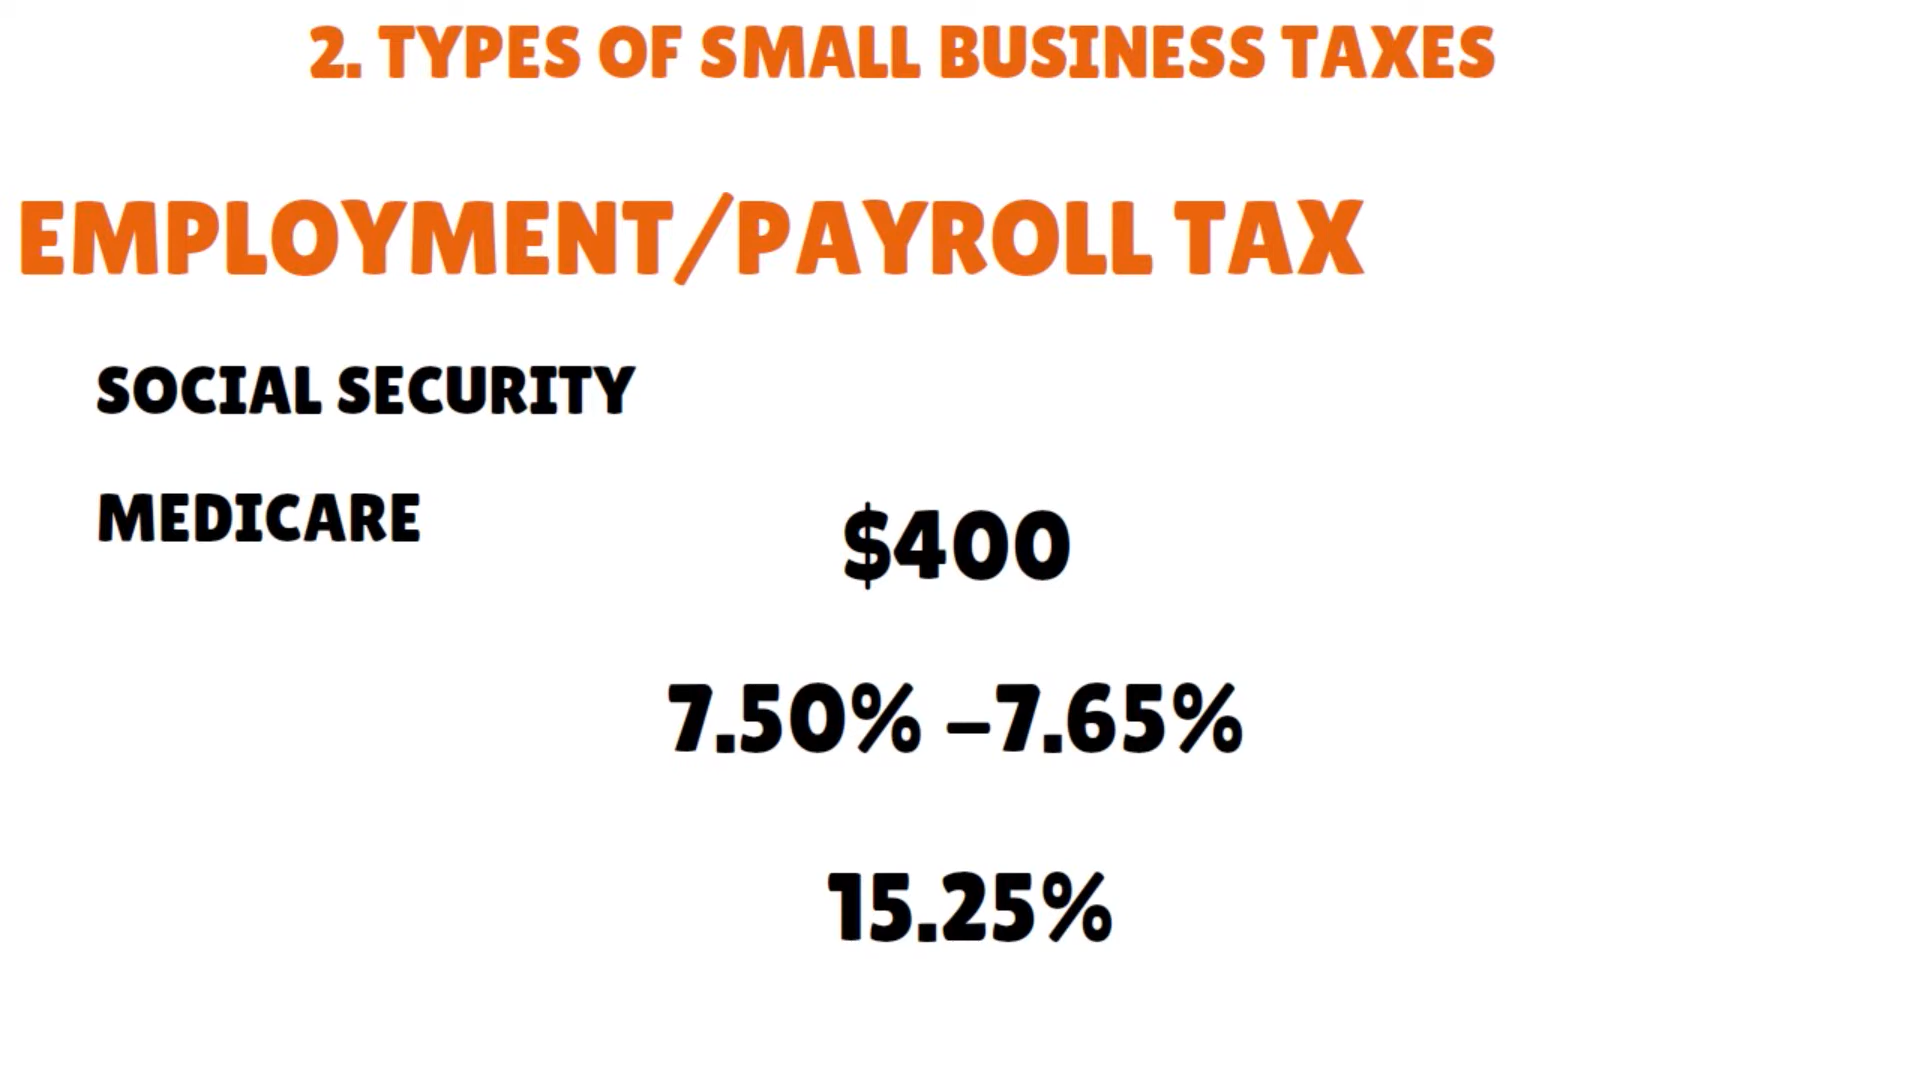 2. TYPES OF SMALL BUSINESS TAXES
EMPLOYMENT/PAYROLL TAX
SOCIAL SECURITY
MEDICARE
$400
7.50% –7.65%
15.25%